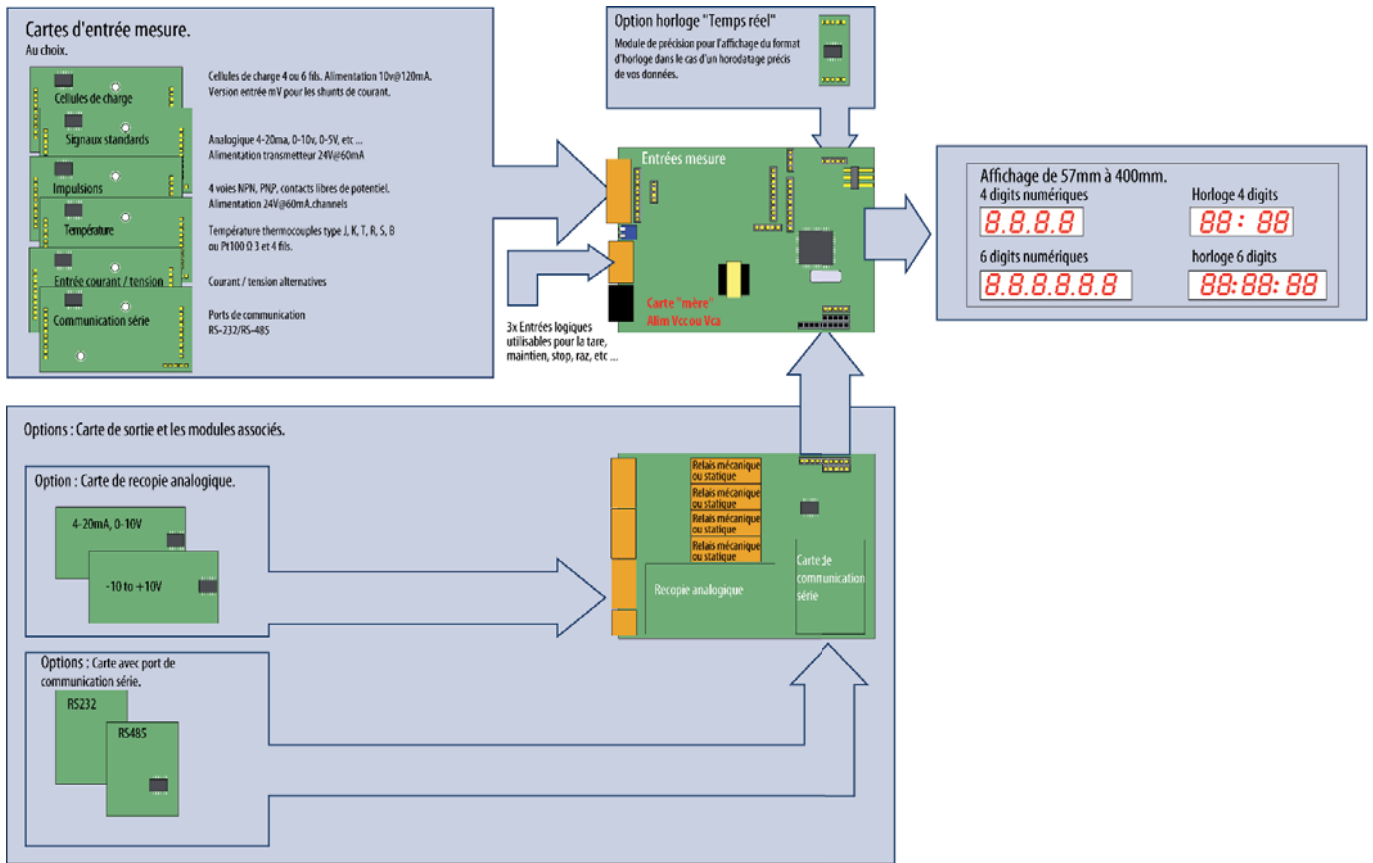 Cartes d'entrée mesure.
Au choix.
Cellules de charge
Cellules de charge 4 ou 6 fils. Alimentation 10v@120mA.
Version entrée mV pour les shunts de courant.
Signaux standards
Analogique 4-20ma, 0-10v, 0-5V, etc ...
Alimentation transmetteur 24V@60mA
Impulsions
4 voies NPN, PNP, contacts libres de potentiel.
Alimentation 24V@60mA.channels
Température
Température thermocouples type J, K, T, R, S, B
ou Pt100 Ω 3 et 4 fils.
Entrée courant / tension
Courant / tension alternatives
Communication série
Ports de communication
RS-232/RS-485
Option horloge "Temps réel"
Module de précision pour l'affichage du format
d'horloge dans le cas d'un horodatage précis
de vos données.
Entrées mesure
Carte "mère"
Alim Vcc ou Vca
3x Entrées logiques
utilisables pour la tare,
maintien, stop, raz, etc ...
Affichage de 57mm à 400mm.
4 digits numériques
8.8.8.8
Horloge 4 digits
88: 88
6 digits numériques
8.8.8.8.8.8
horloge 6 digits
88:88: 88
Options : Carte de sortie et les modules associés.
Option : Carte de recopie analogique.
4-20mA, 0-10V
-10 to +10V
Relais mécanique
ou statique
Relais mécanique
ou statique
Relais mécanique
ou statique
Relais mécanique
ou statique
Recopie analogique
Carte de
communication
série
Options : Carte avec port de
communication série.
RS232
RS485